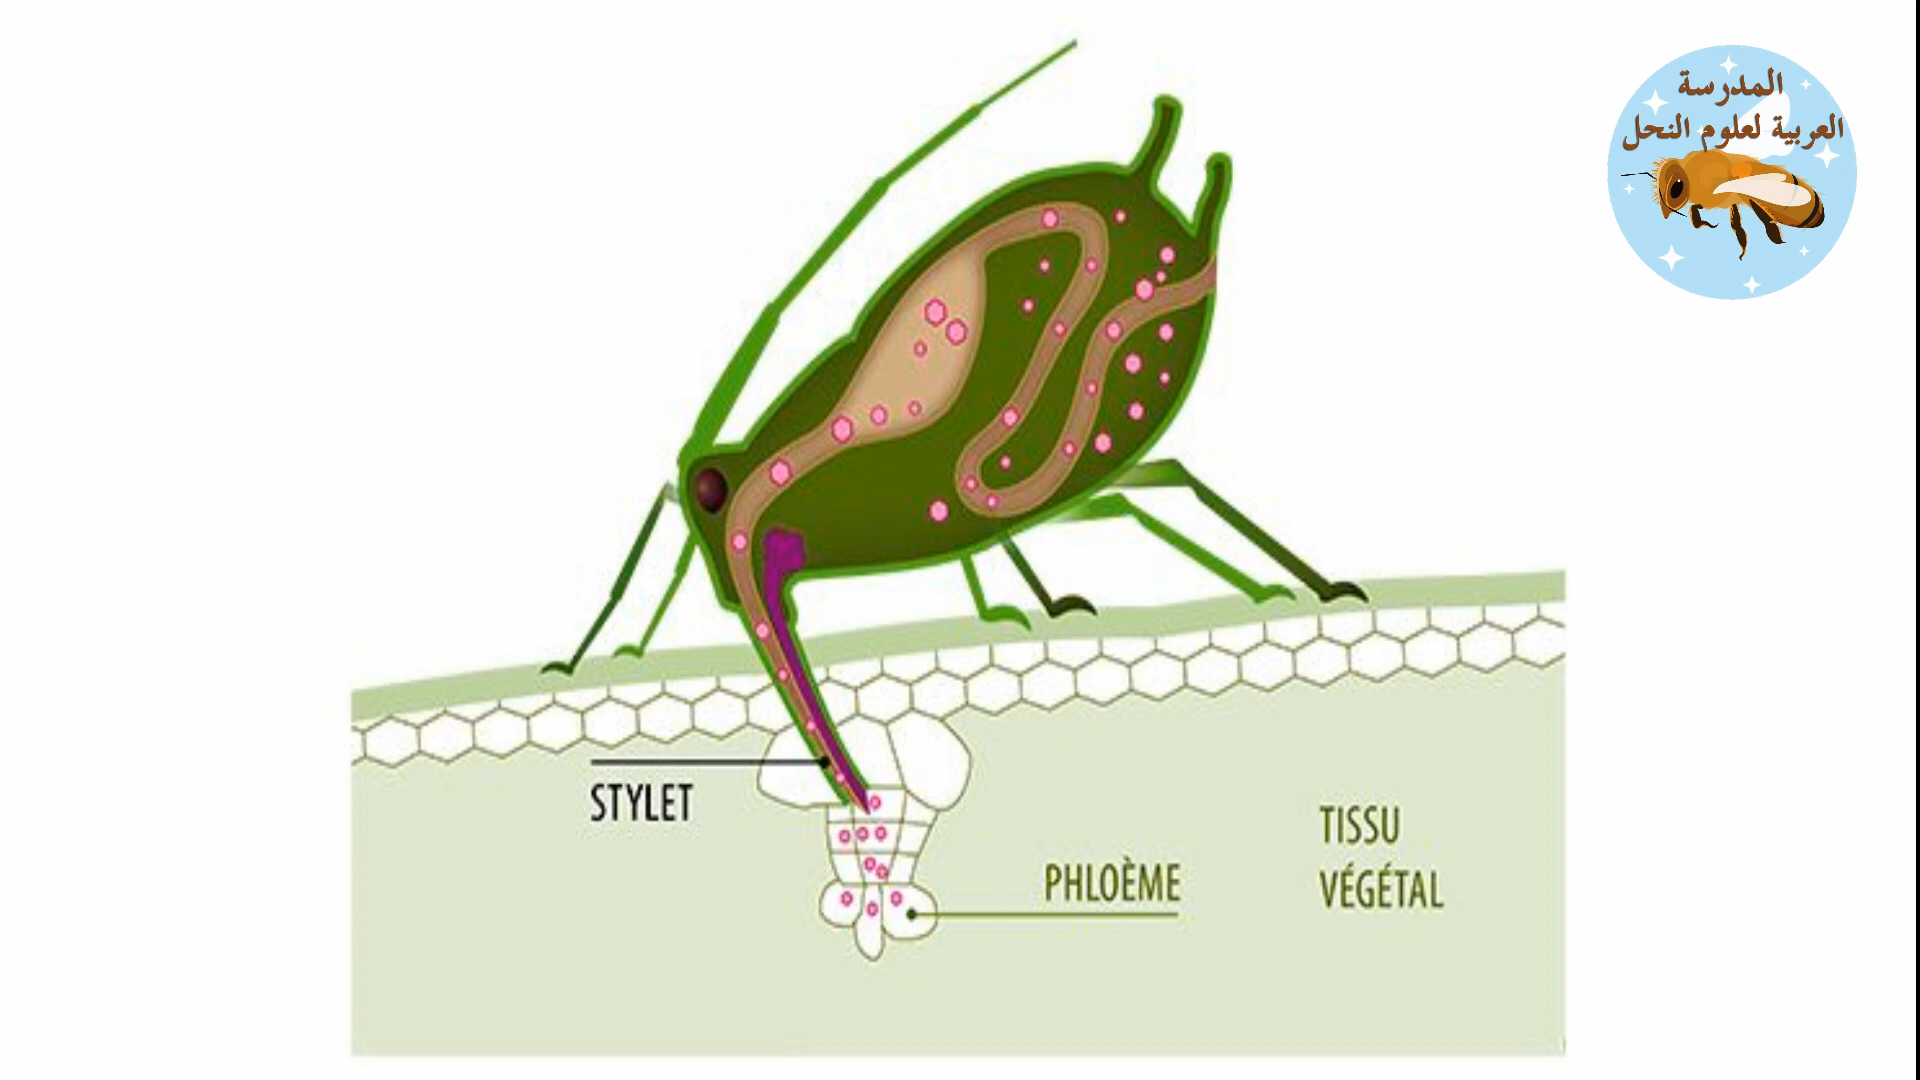 المدرسة
العربية لعلوم النحل
STYLET
PHLOÈME
TISSU
VÉGÉTAL